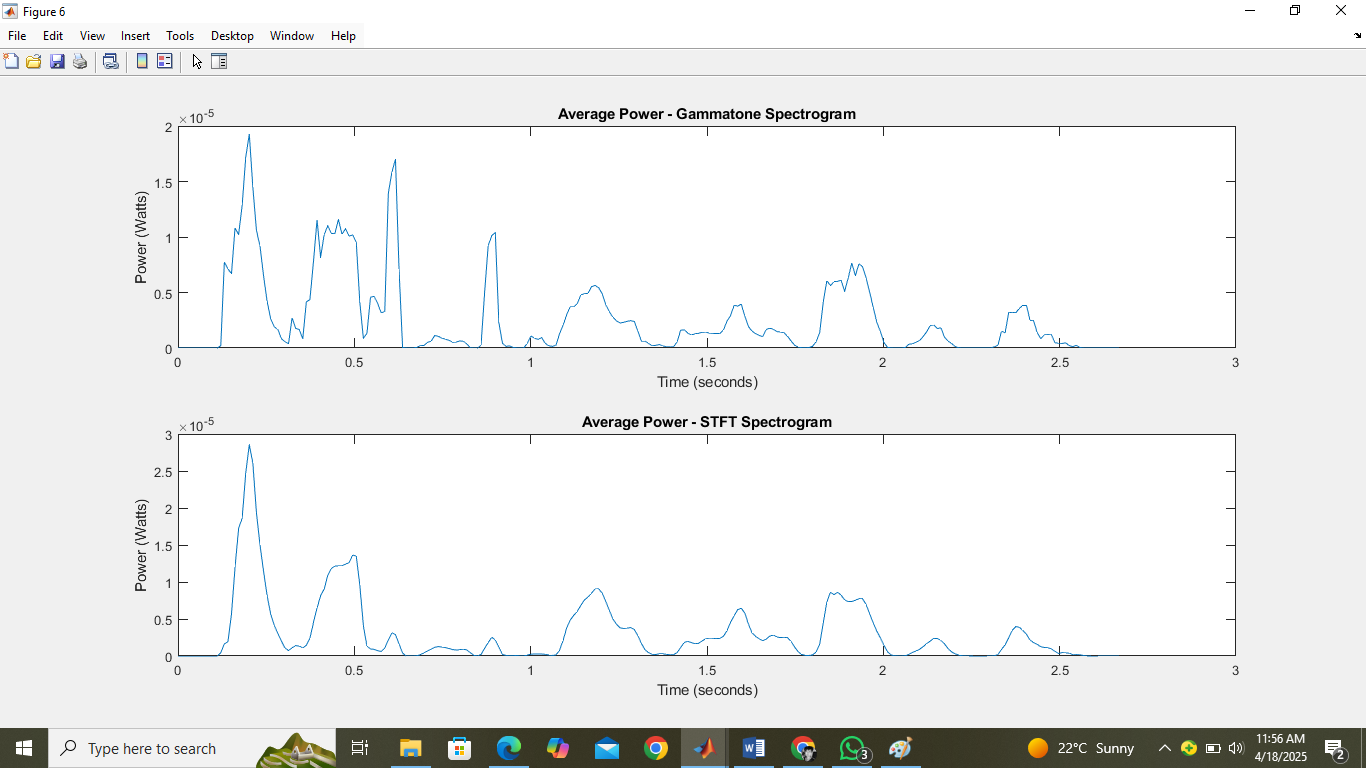 Figure 6
File Edit View Insert Tools Desktop Window Help
Average Power - Gammatone Spectrogram
×10-5
2
1.5
1
0.5
0
Power (Watts)
0 0.5 1 1.5 2 2.5 3
Time (seconds)
Average Power - STFT Spectrogram
×10-5
3
2.5
2
1.5
1
0.5
0
Power (Watts)
0 0.5 1 1.5 2 2.5 3
Time (seconds)
Type here to search
W
3
22°C Sunny
11:56 AM
4/18/2025
2